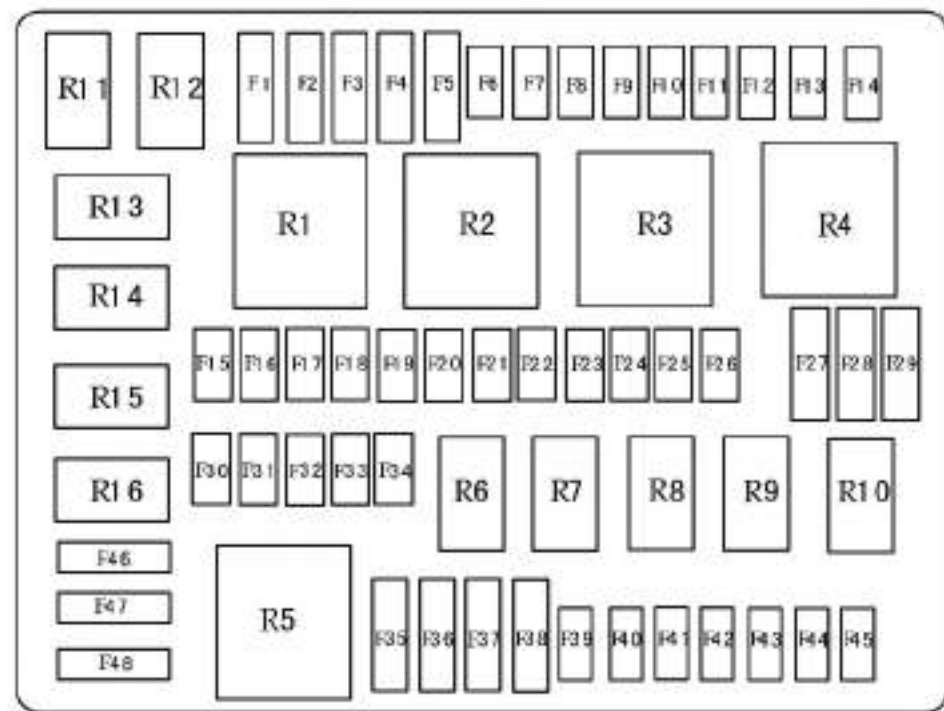 R11 R12 F1 F2 F3 F4 F5 F6 F7 F8 F9 F10 F11 F12 F13 F14
R13 R1 R2 R3 R4
R14
F15 F16 F17 F18 F19 F20 F21 F22 F23 F24 F25 F26 F27 F28 F29
R15
F30 F31 F32 F33 F34
R16 R6 R7 R8 R9 R10
F46
F47
R5 F35 F36 F37 F38 F39 F40 F41 F42 F43 F44 F45
F48